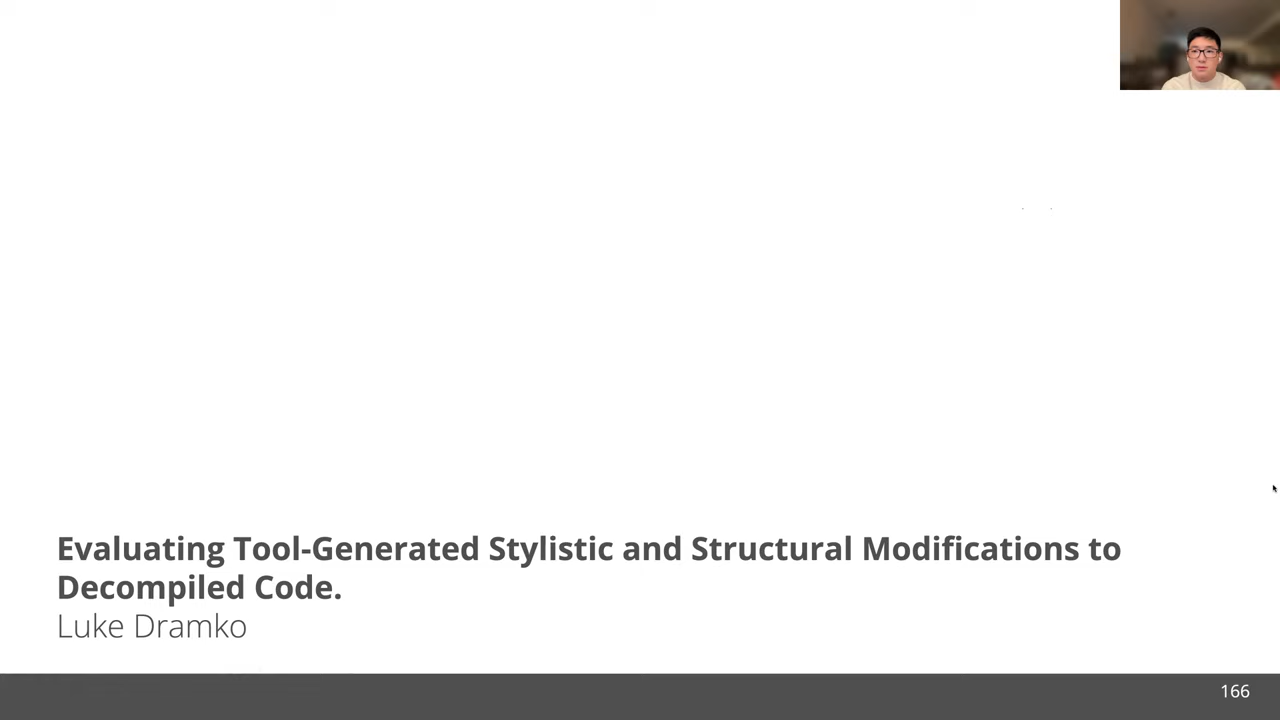 Evaluating Tool-Generated Stylistic and Structural Modifications to
Decompiled Code.
Luke Dramko
166